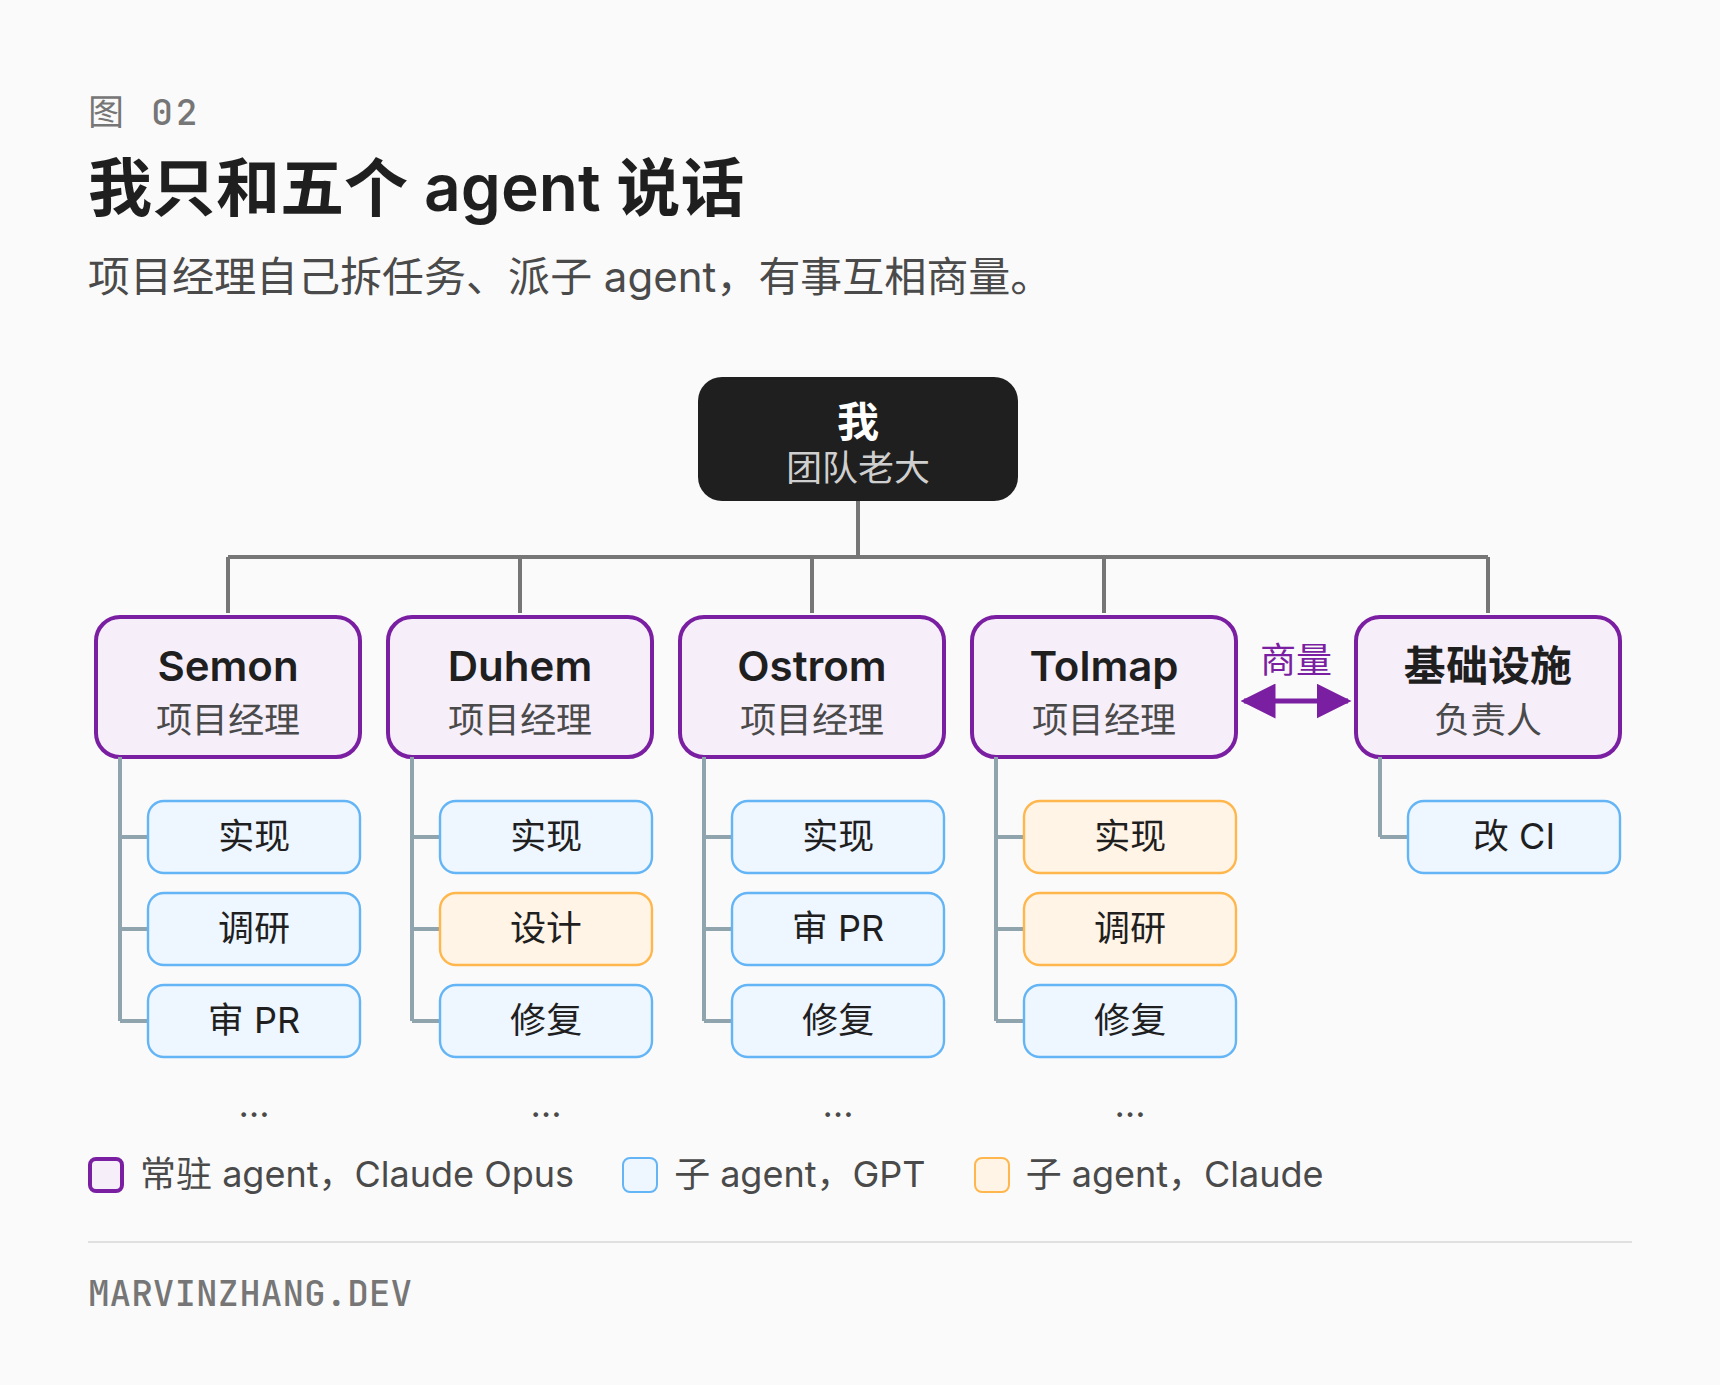 图 02
我只和五个 agent 说话
项目经理自己拆任务、派子 agent，有事互相商量。
我
团队老大
Semon
项目经理
Duhem
项目经理
Ostrom
项目经理
Tolmap
项目经理
商量
基础设施
负责人
实现
调研
审 PR
...
实现
设计
修复
...
实现
审 PR
修复
...
实现
调研
修复
...
改 CI
常驻 agent，Claude Opus
子 agent，GPT
子 agent，Claude
MARVINZHANG.DEV